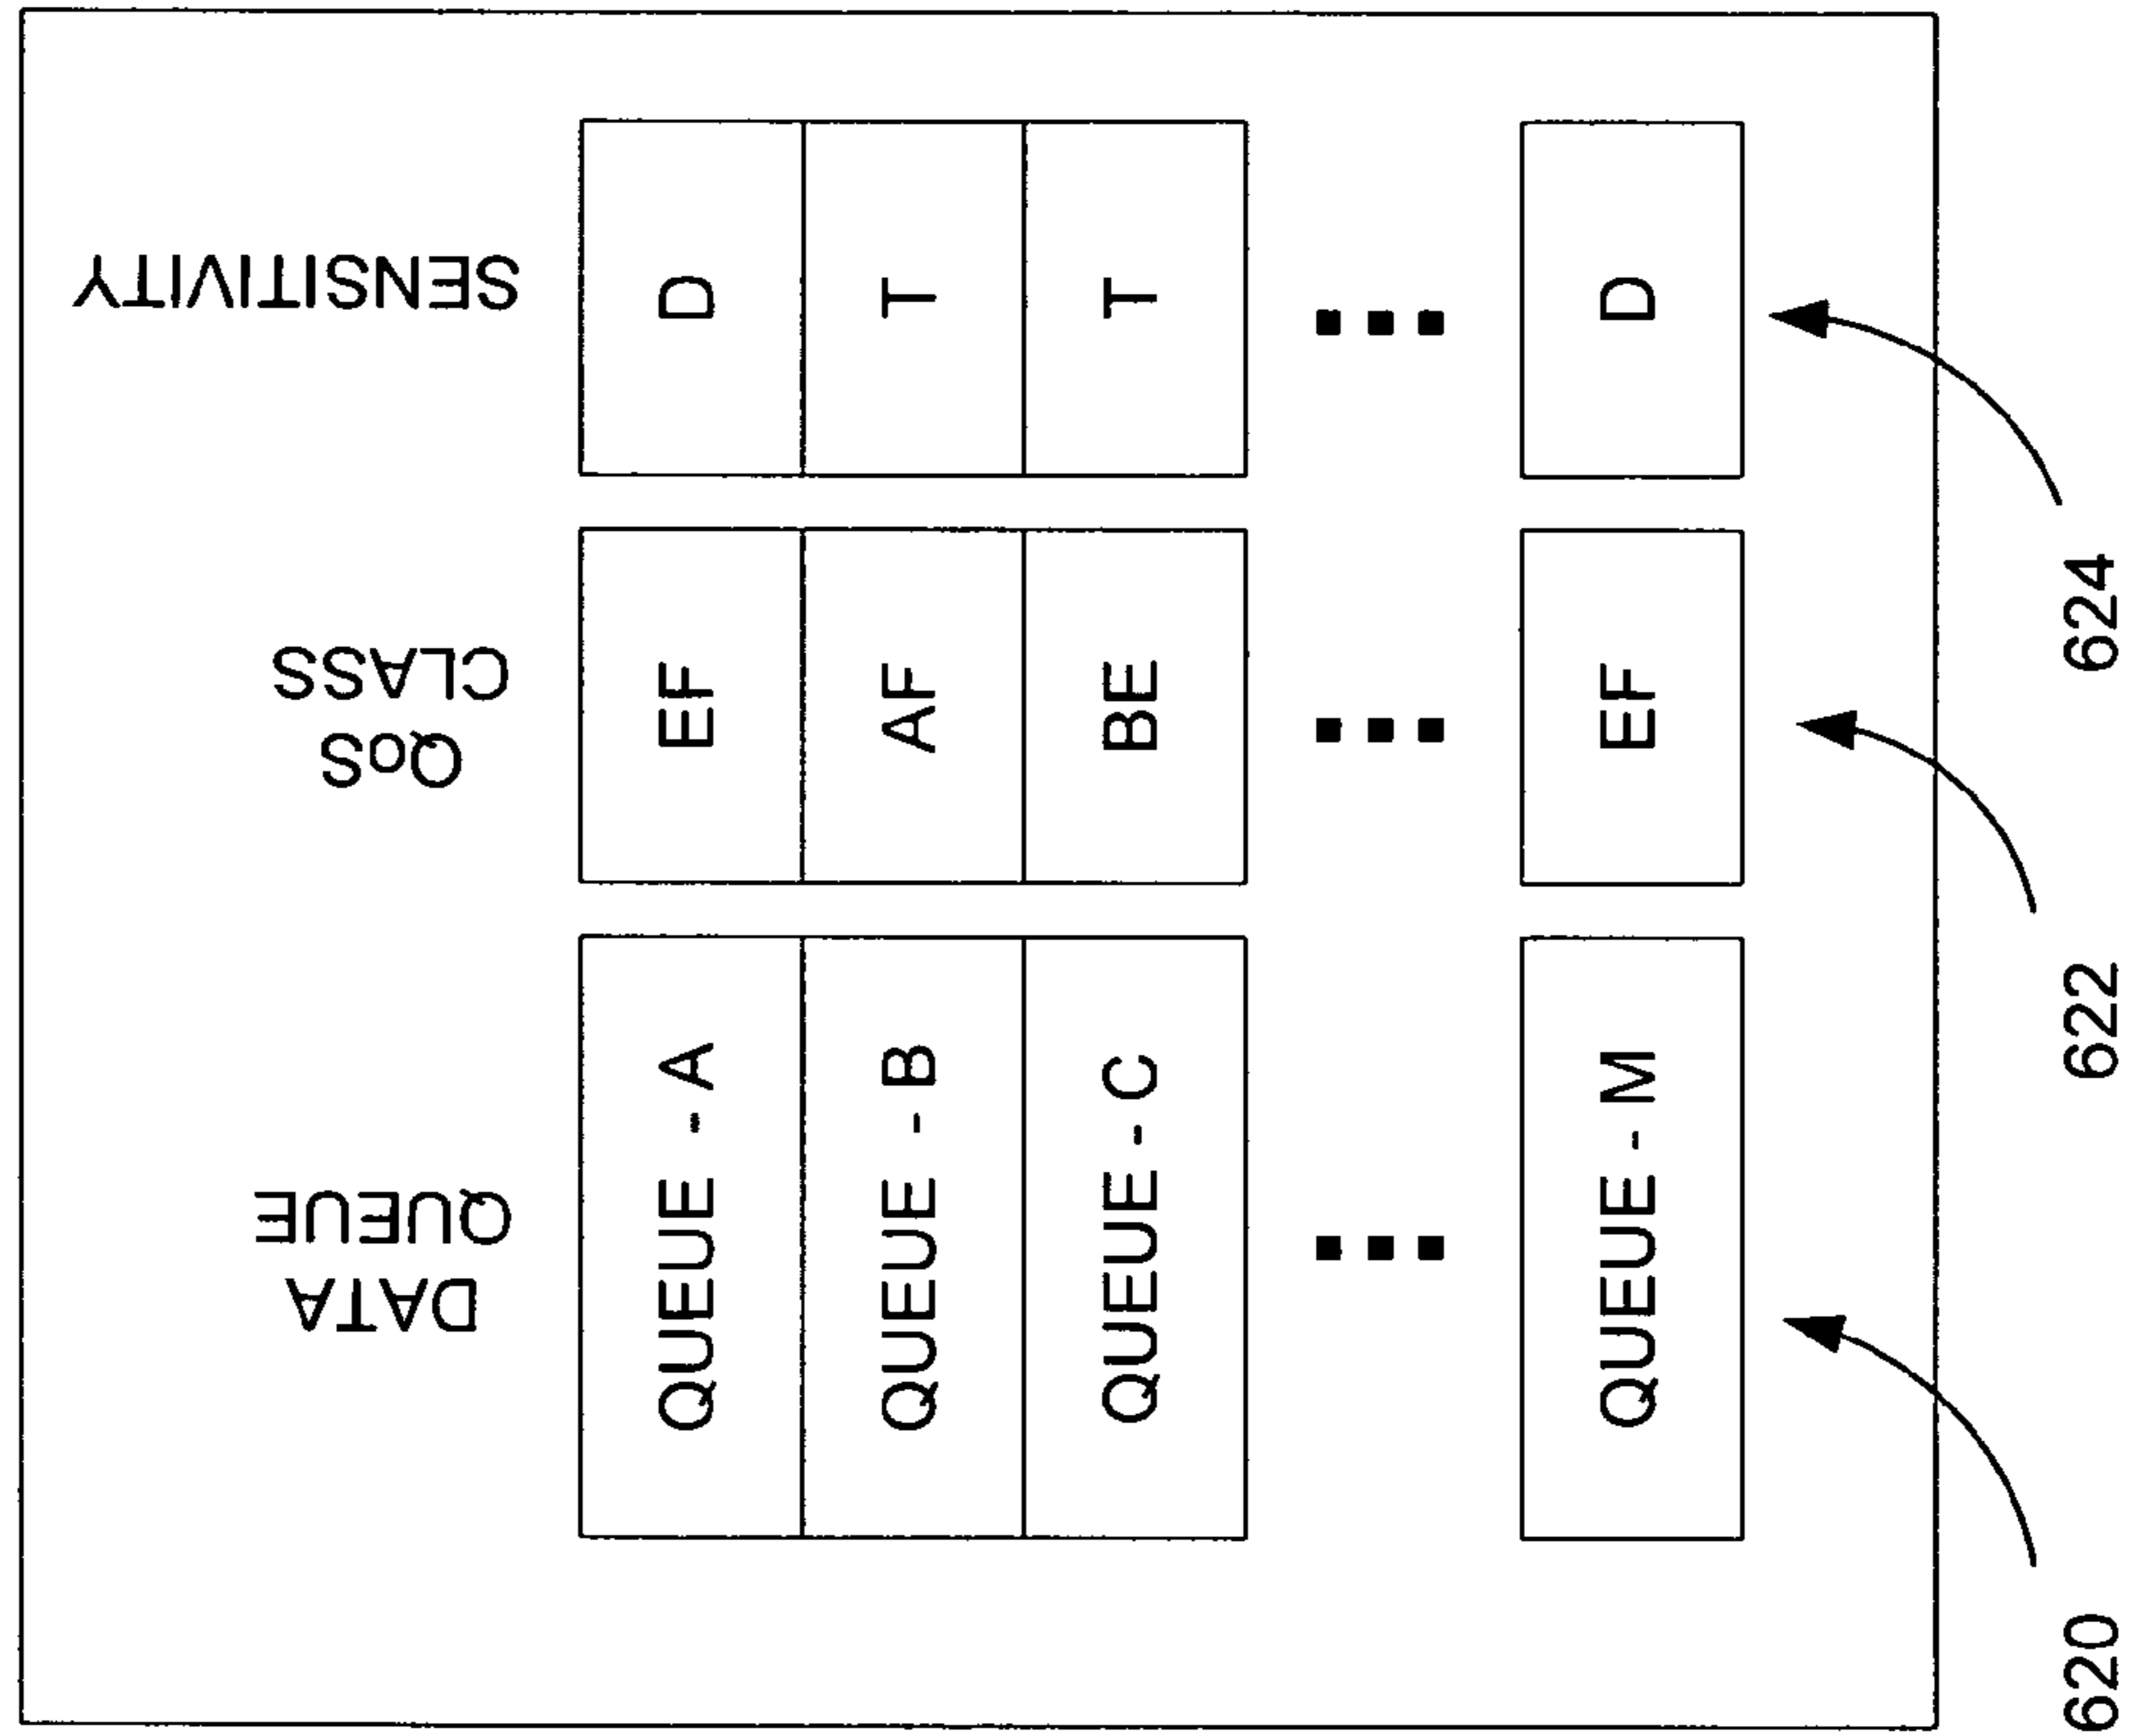 DATA
QUEUE
QoS
CLASS
SENSITIVITY
QUEUE - A
EF
D
QUEUE - B
AF
T
QUEUE - C
BE
T
QUEUE - M
EF
D
620
622
624